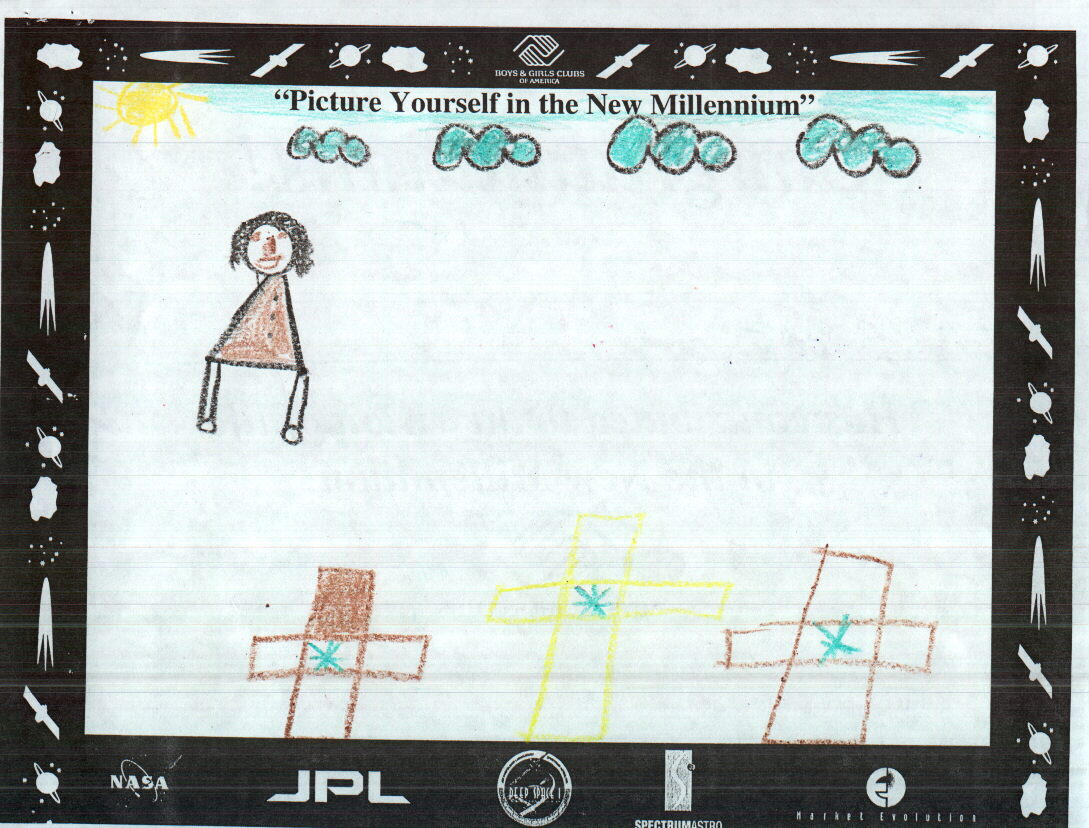 BOYS & GIRLS CLUBS
OF AMERICA
“Picture Yourself in the New Millennium”
NASA
JPL
DEEP SPACE 1
SPECTRUMASTRO
Market Evolution